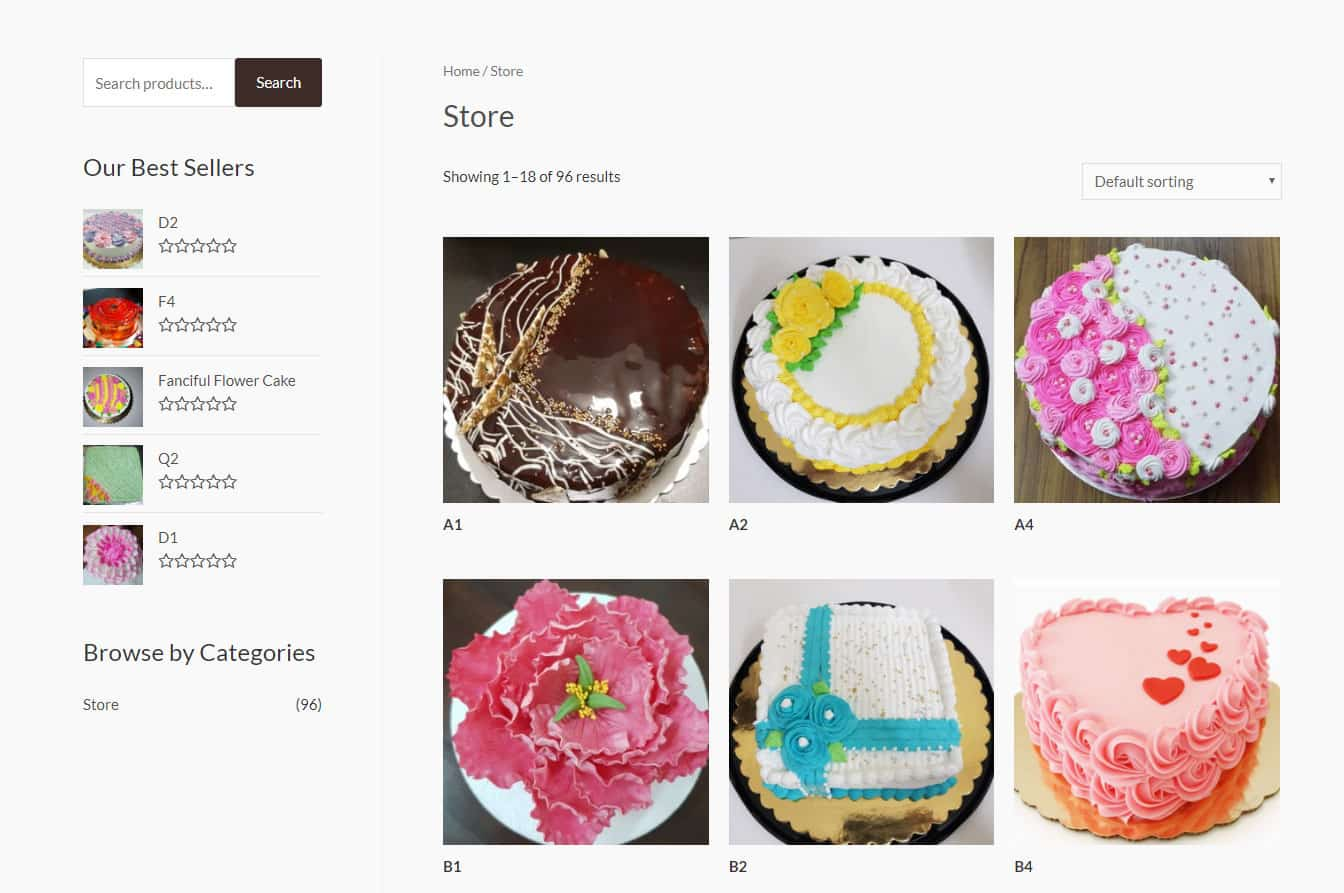 Search products…
Search
Our Best Sellers
D2
F4
Fanciful Flower Cake
Q2
D1
Browse by Categories
Store (96)
Home / Store
Store
Showing 1–18 of 96 results
Default sorting
A1
A2
A4
B1
B2
B4